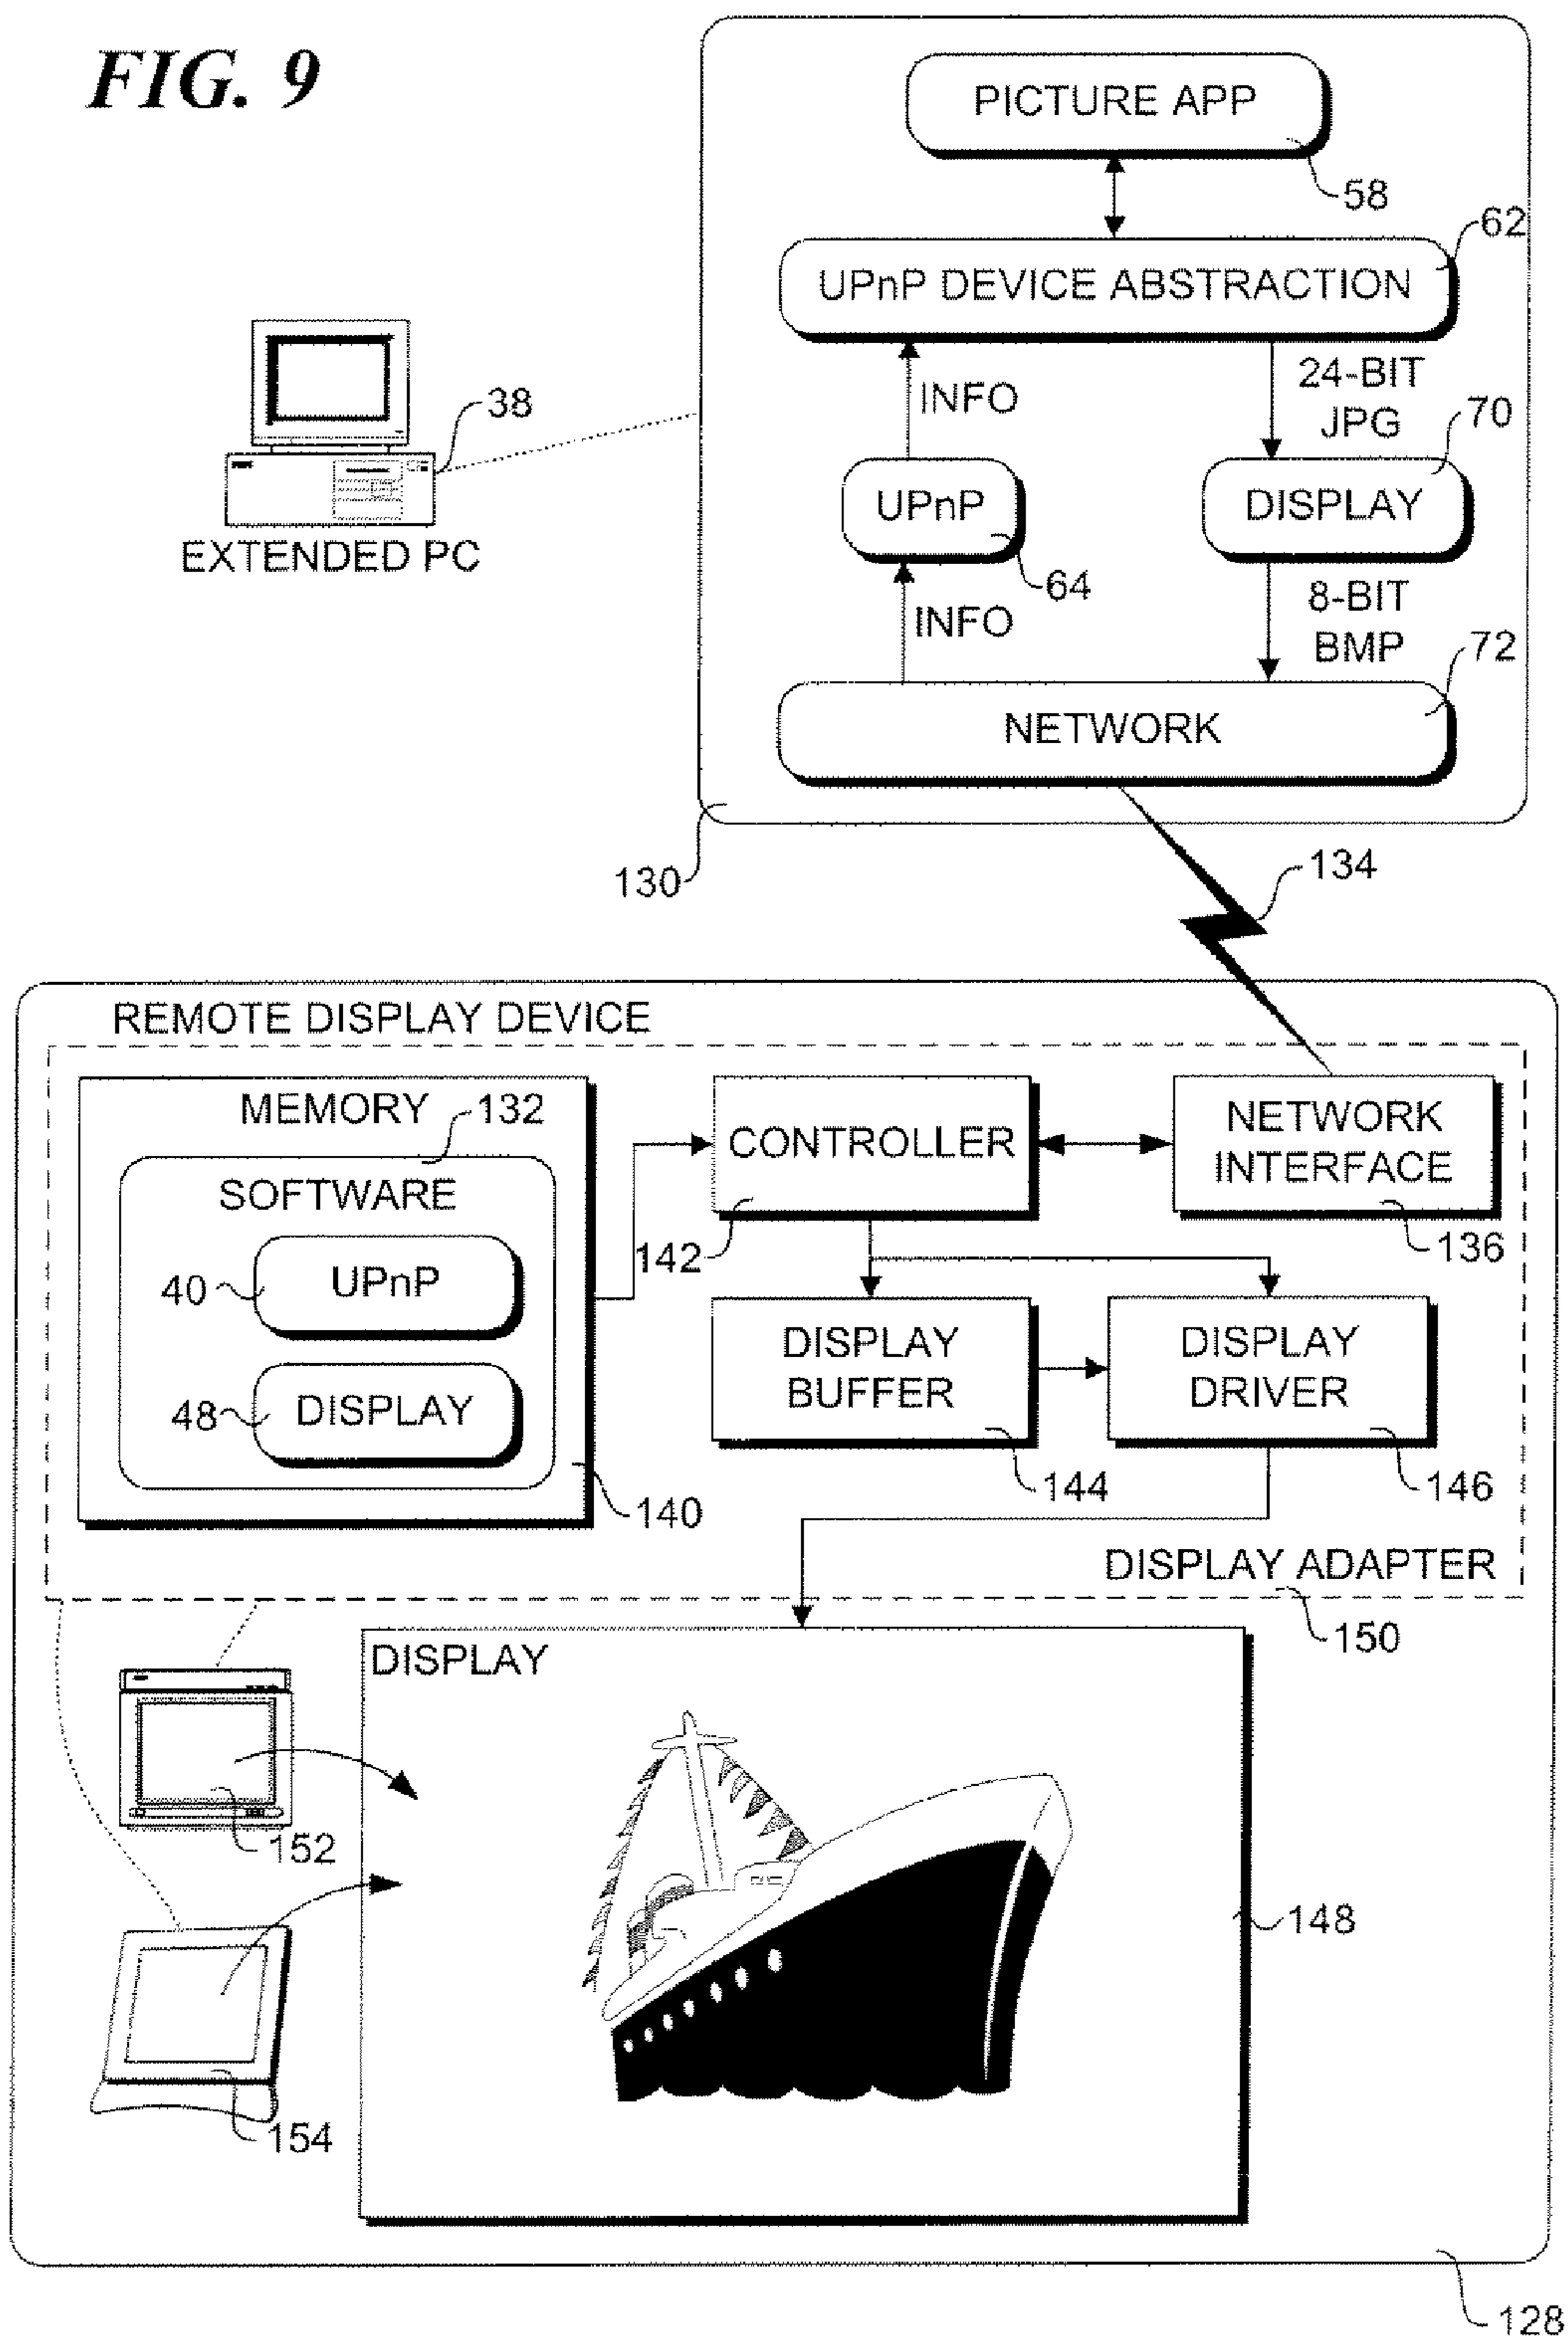 FIG. 9
PICTURE APP
58
62
UPnP DEVICE ABSTRACTION
INFO
24-BIT
JPG
38
70
UPnP
DISPLAY
EXTENDED PC
64
INFO
8-BIT
BMP
72
NETWORK
130
134
REMOTE DISPLAY DEVICE
MEMORY
132
SOFTWARE
40
UPnP
48
DISPLAY
140
CONTROLLER
142
NETWORK
INTERFACE
136
DISPLAY
BUFFER
144
DISPLAY
DRIVER
146
DISPLAY ADAPTER
150
DISPLAY
152
148
154
128